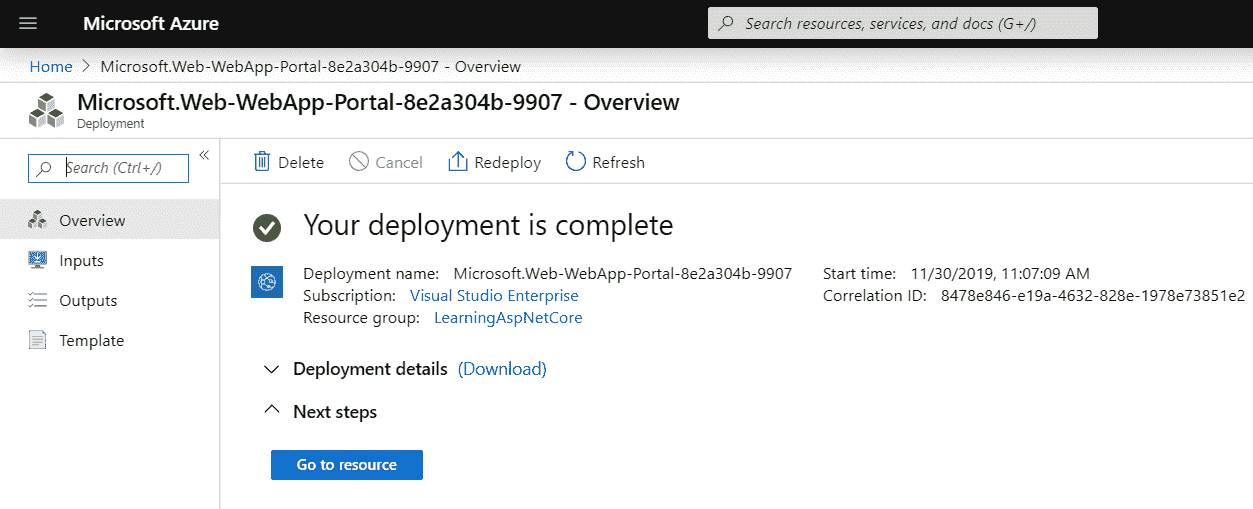 Microsoft Azure
Search resources, services, and docs (G+/)
Home > Microsoft.Web-WebApp-Portal-8e2a304b-9907 - Overview
Microsoft.Web-WebApp-Portal-8e2a304b-9907 - Overview
Deployment
Search (Ctrl+/)
«
Overview
Inputs
Outputs
Template
Delete Cancel Redeploy Refresh
Your deployment is complete
Deployment name: Microsoft.Web-WebApp-Portal-8e2a304b-9907 Start time: 11/30/2019, 11:07:09 AM
Subscription: Visual Studio Enterprise Correlation ID: 8478e846-e19a-4632-828e-1978e73851e2
Resource group: LearningAspNetCore
Deployment details (Download)
Next steps
Go to resource